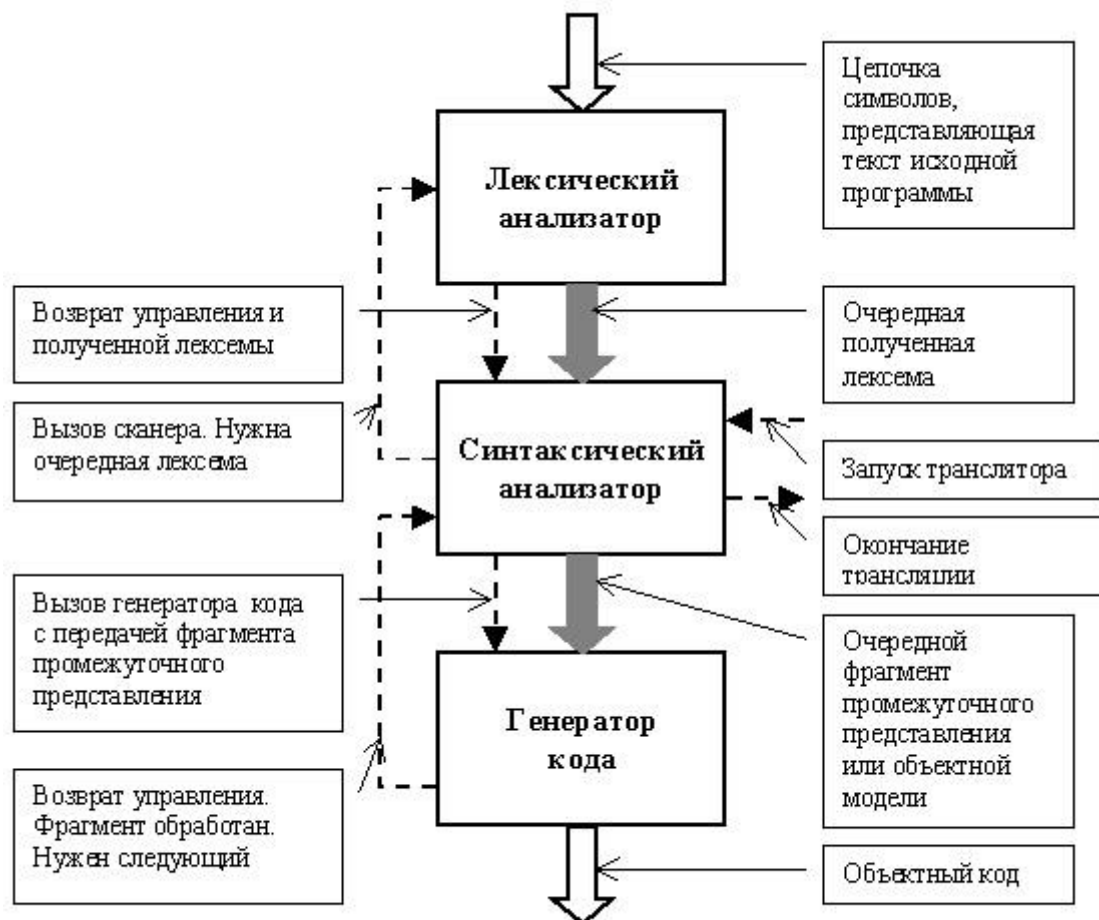 Цепочка
символов,
представляющая
текст исходной
программы
Лексический
анализатор
Возврат управления и
полученной лексемы
Очередная
полученная
лексема
Вызов сканера. Нужна
очередная лексема
Синтаксический
анализатор
Запуск транслятора
Окончание
трансляции
Вызов генератора кода
с передачей фрагмента
промежуточного
представления
Очередной
фрагмент
промежуточного
представления
или объектной
модели
Генератор
кода
Возврат управления.
Фрагмент обработан.
Нужен следующий
Объектный код